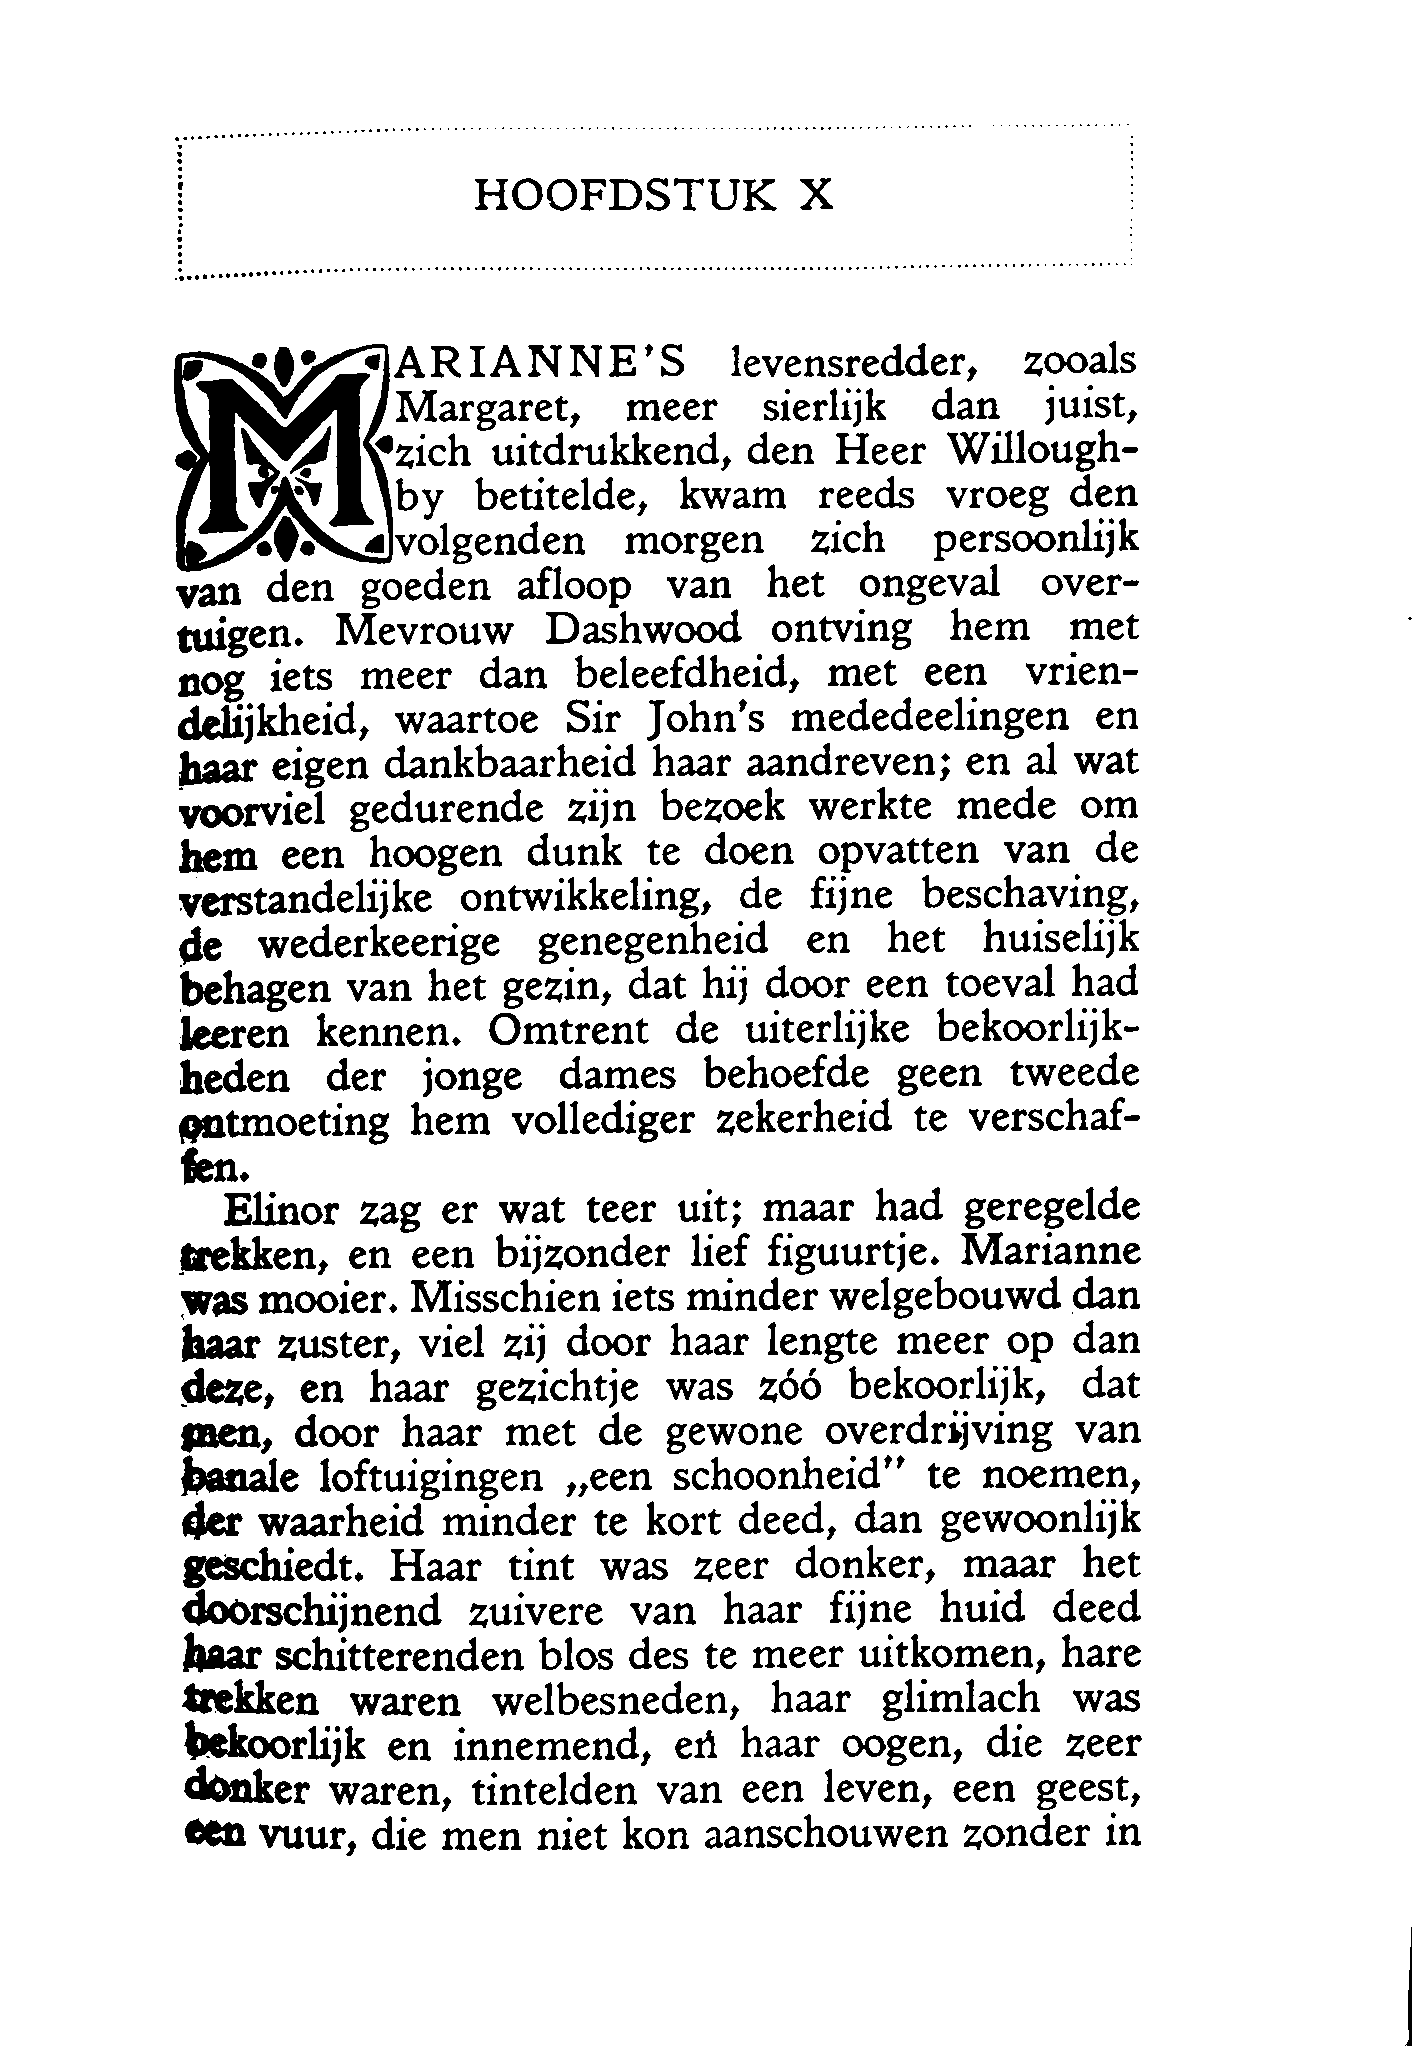 HOOFDSTUK X
MARIANNE'S levensredder, zooals
Margaret, meer sierlijk dan juist,
zich uitdrukkend, den Heer Willough-
by betitelde, kwam reeds vroeg den
volgenden morgen zich persoonlijk
van den goeden afloop van het ongeval over-
tuigen. Mevrouw Dashwood ontving hem met
nog iets meer dan beleefdheid, met een vrien-
delijkheid, waartoe Sir John's mededeelingen en
haar eigen dankbaarheid haar aandreven; en al wat
voorviel gedurende zijn bezoek werkte mede om
hem een hoogen dunk te doen opvatten van de
verstandelijke ontwikkeling, de fijne beschaving,
de wederkeerige genegenheid en het huiselijk
behagen van het gezin, dat hij door een toeval had
leeren kennen. Omtrent de uiterlijke bekoorlijk-
heden der jonge dames behoefde geen tweede
ontmoeting hem vollediger zekerheid te verschaf-
fen.
Elinor zag er wat teer uit; maar had geregelde
trekken, en een bijzonder lief figuurtje. Marianne
was mooier. Misschien iets minder welgebouwd dan
haar zuster, viel zij door haar lengte meer op dan
deze, en haar gezichtje was zóó bekoorlijk, dat
men, door haar met de gewone overdrijving van
banale loftuigingen „een schoonheid" te noemen,
der waarheid minder te kort deed, dan gewoonlijk
geschiedt. Haar tint was zeer donker, maar het
doorschijnend zuivere van haar fijne huid deed
haar schitterenden blos des te meer uitkomen, hare
trekken waren welbesneden, haar glimlach was
bekoorlijk en innemend, en haar oogen, die zeer
donker waren, tintelden van een leven, een geest,
een vuur, die men niet kon aanschouwen zonder in